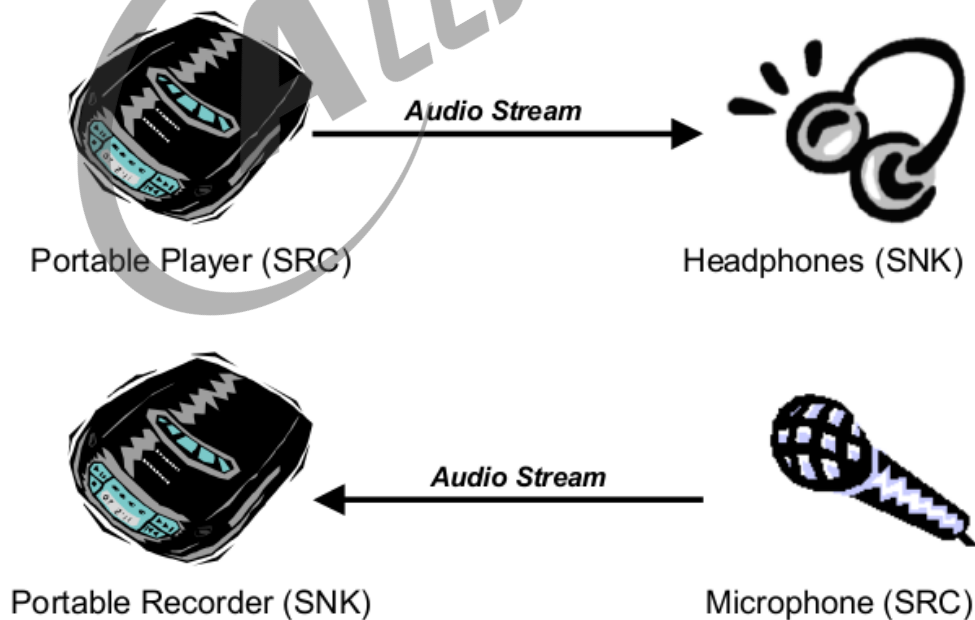 Audio Stream
Portable Player (SRC)
Headphones (SNK)
Audio Stream
Portable Recorder (SNK)
Microphone (SRC)